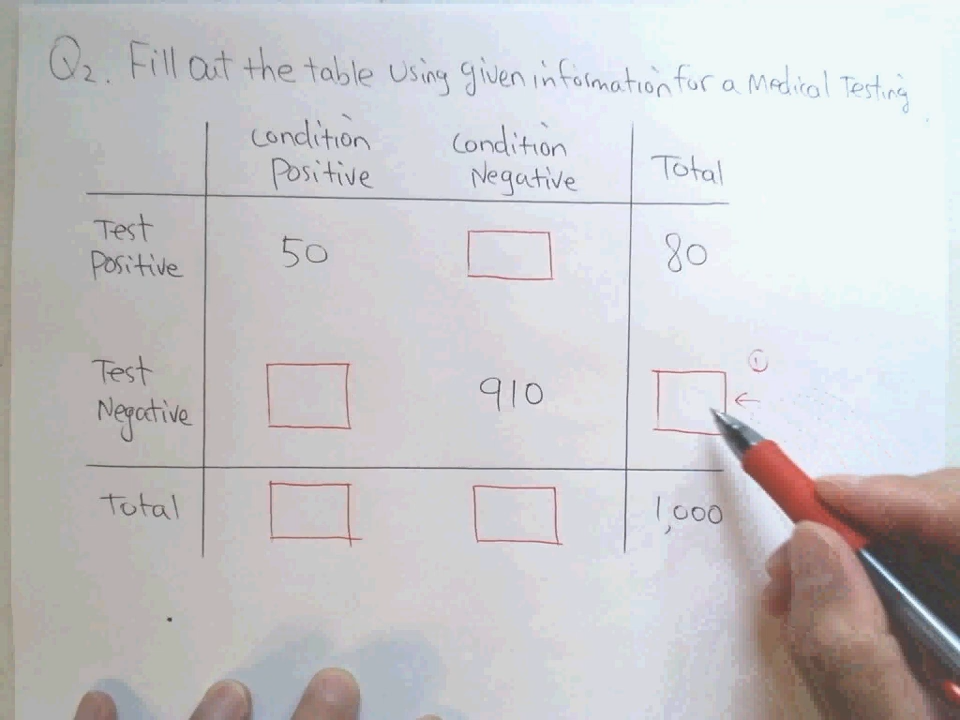 Q2. Fill out the table using given information for a Medical Testing.
Condition Positive
Condition Negative
Total
Test Positive
50
80
Test Negative
910
①
←
Total
1,000